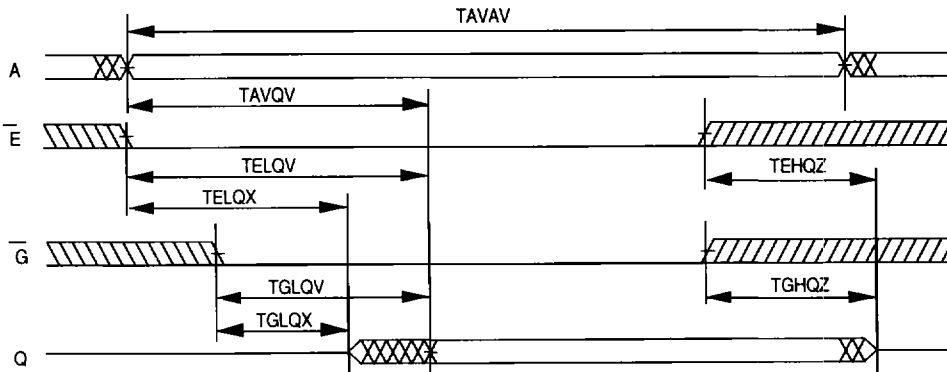 TAVAV
A
TAVQV
E
TELQV
TEHQZ
TELQX
G
TGLQV
TGHQZ
TGLQX
Q